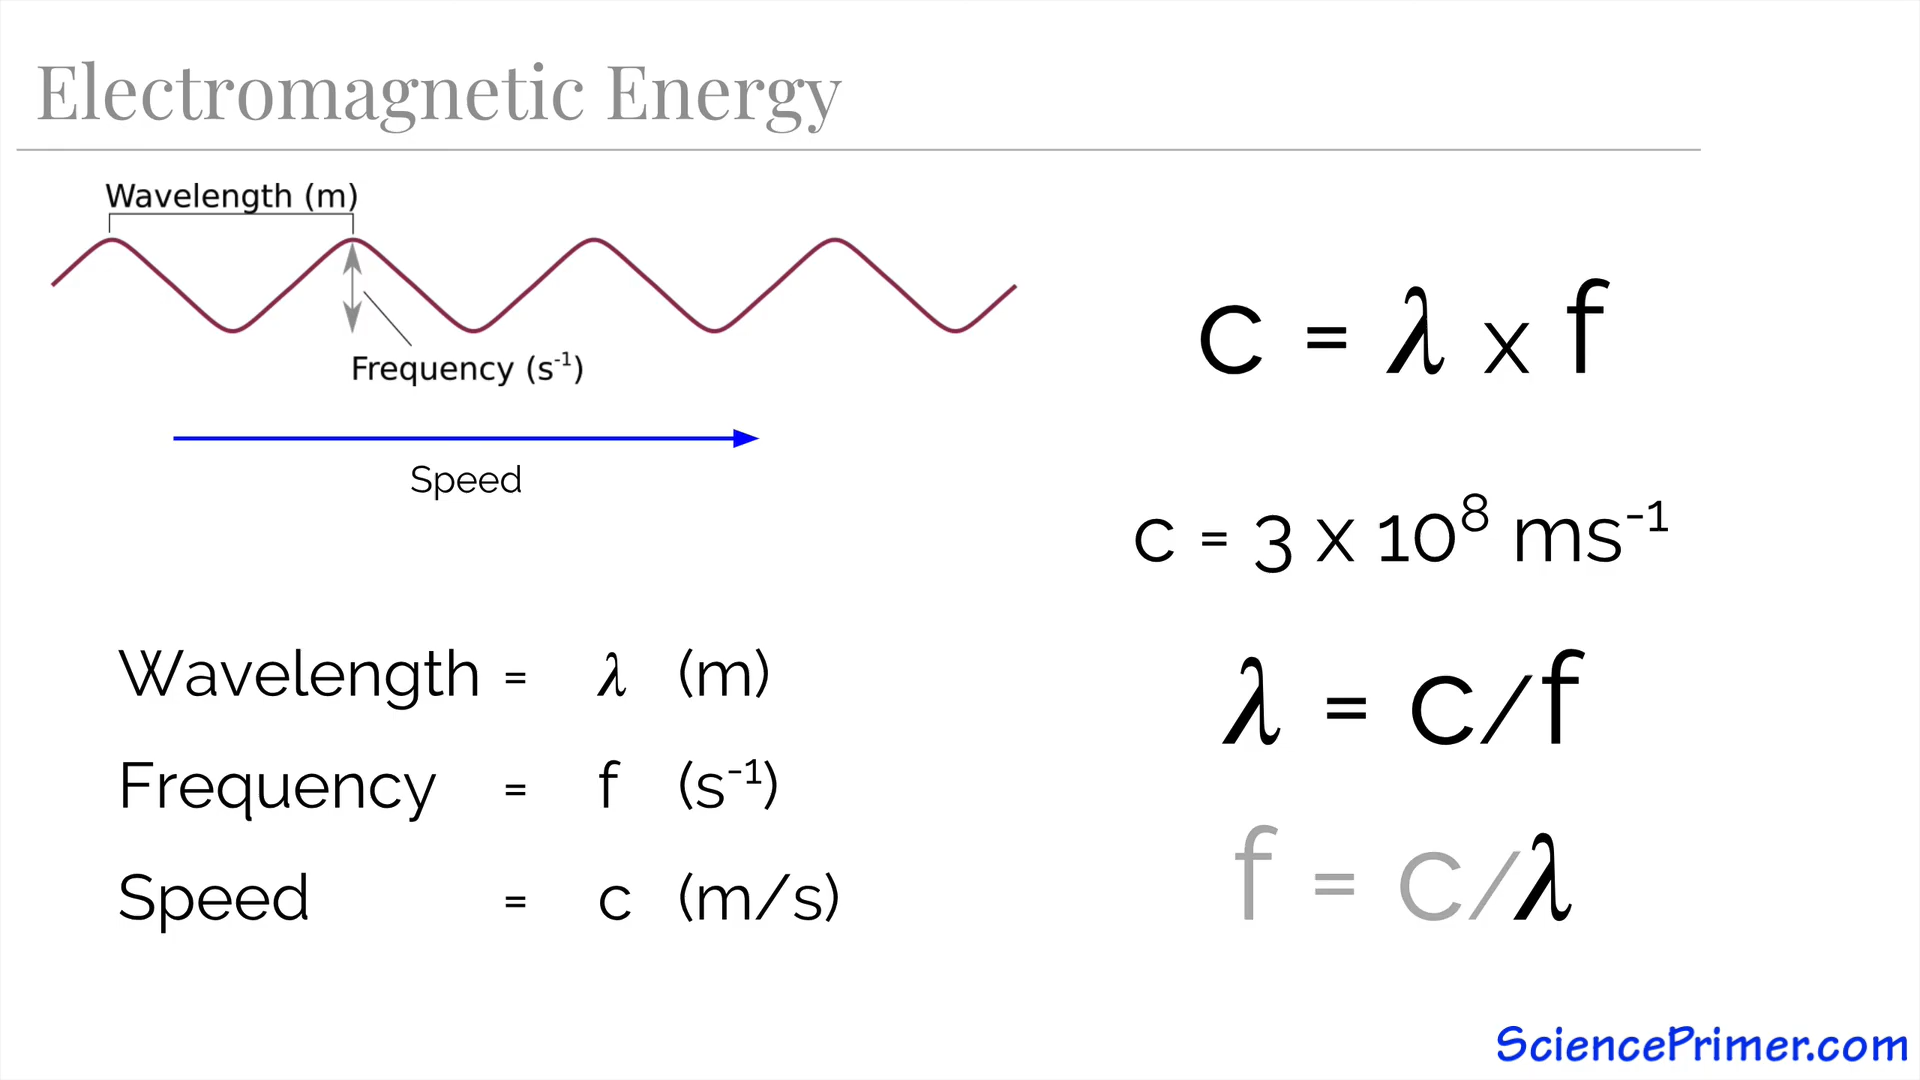 Electromagnetic Energy
Wavelength (m)
Frequency (s⁻¹)
Speed
c = λ x f
c = 3 x 10⁸ ms⁻¹
λ = c/f
f = c/λ
Wavelength = λ (m)
Frequency = f (s⁻¹)
Speed = c (m/s)
SciencePrimer.com